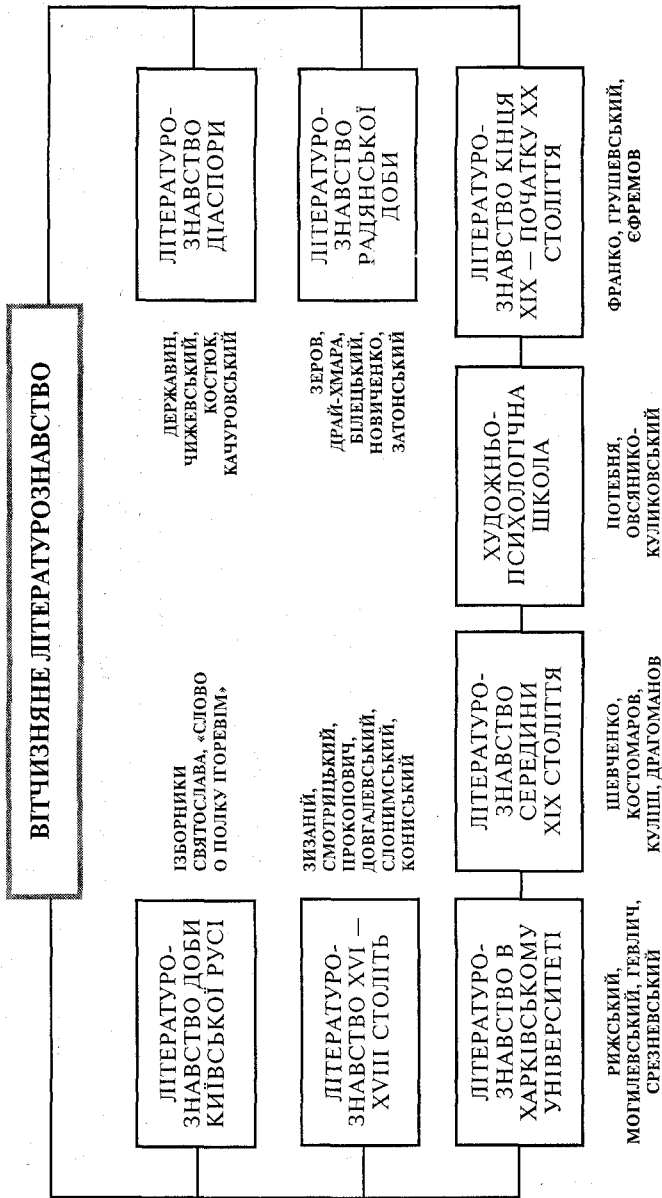 ВІТЧИЗНЯНЕ ЛІТЕРАТУРОЗНАВСТВО
ЛІТЕРАТУРО-
ЗНАВСТВО ДОБИ
КИЇВСЬКОЇ РУСІ
ІЗБОРНИКИ
СВЯТОСЛАВА, «СЛОВО
О ПОЛКУ ІГОРЕВІМ»
ДЕРЖАВИН,
ЧИЖЕВСЬКИЙ,
КОСТЮК,
КАЧУРОВСЬКИЙ
ЛІТЕРАТУРО-
ЗНАВСТВО
ДІАСПОРИ
ЛІТЕРАТУРО-
ЗНАВСТВО XVI —
XVIII СТОЛІТЬ
ЗИЗАНІЙ,
СМОТРИЦЬКИЙ,
ПРОКОПОВИЧ,
ДОВГАЛЕВСЬКИЙ,
СЛОНИМСЬКИЙ,
КОНИСЬКИЙ
ЗЕРОВ,
ДРАЙ-ХМАРА,
БІЛЕЦЬКИЙ,
НОВИЧЕНКО,
ЗАТОНСЬКИЙ
ЛІТЕРАТУРО-
ЗНАВСТВО
РАДЯНСЬКОЇ
ДОБИ
ЛІТЕРАТУРО-
ЗНАВСТВО В
ХАРКІВСЬКОМУ
УНІВЕРСИТЕТІ
РИЖСЬКИЙ,
МОГИЛЕВСЬКИЙ, ГЕВЛИЧ,
СРЕЗНЕВСЬКИЙ
ЛІТЕРАТУРО-
ЗНАВСТВО
СЕРЕДИНИ
XIX СТОЛІТТЯ
ШЕВЧЕНКО,
КОСТОМАРОВ,
КУЛІШ, ДРАГОМАНОВ
ХУДОЖНЬО-
ПСИХОЛОГІЧНА
ШКОЛА
ПОТЕБНЯ,
ОВСЯНИКО-
КУЛИКОВСЬКИЙ
ЛІТЕРАТУРО-
ЗНАВСТВО КІНЦЯ
XIX — ПОЧАТКУ XX
СТОЛІТТЯ
ФРАНКО, ГРУШЕВСЬКИЙ,
ЄФРЕМОВ